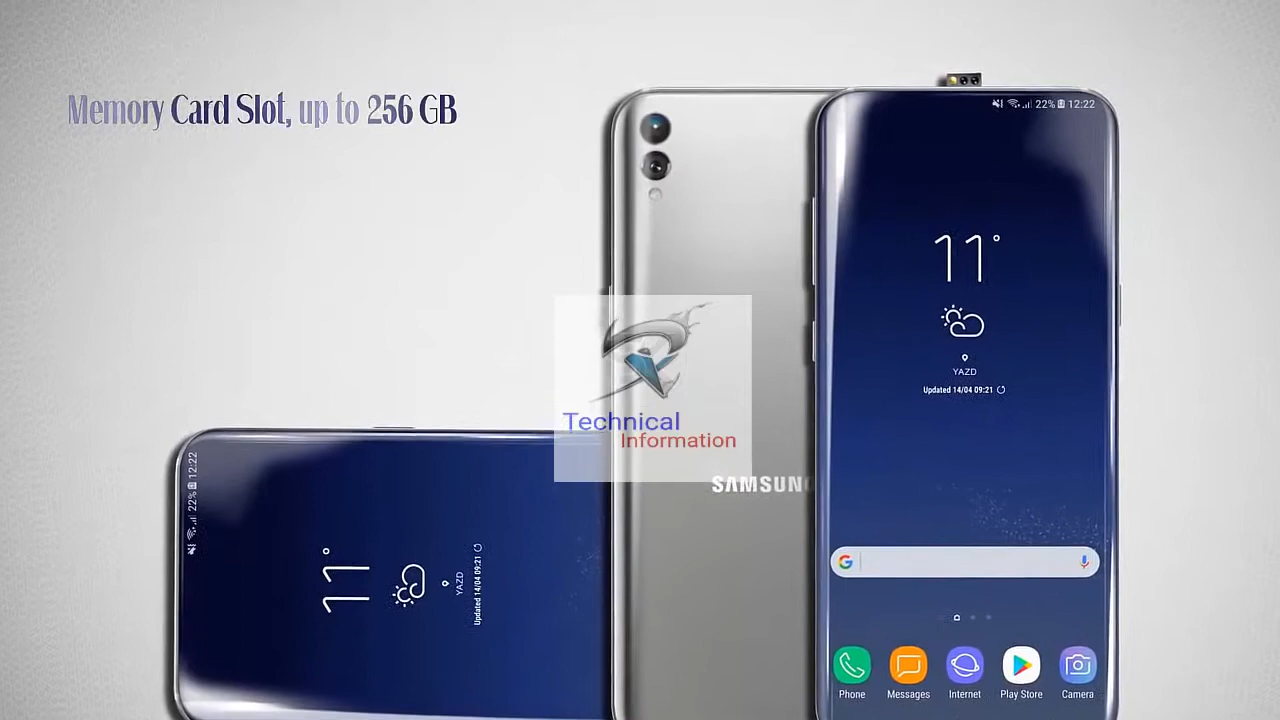 Memory Card Slot, up to 256 GB
22% 12:22
11°
YAZD
Updated 14/04 09:21
Technical
Information
SAMSUNG
Phone Messages Internet Play Store Camera
22% 12:22
11°
YAZD
Updated 14/04 09:21